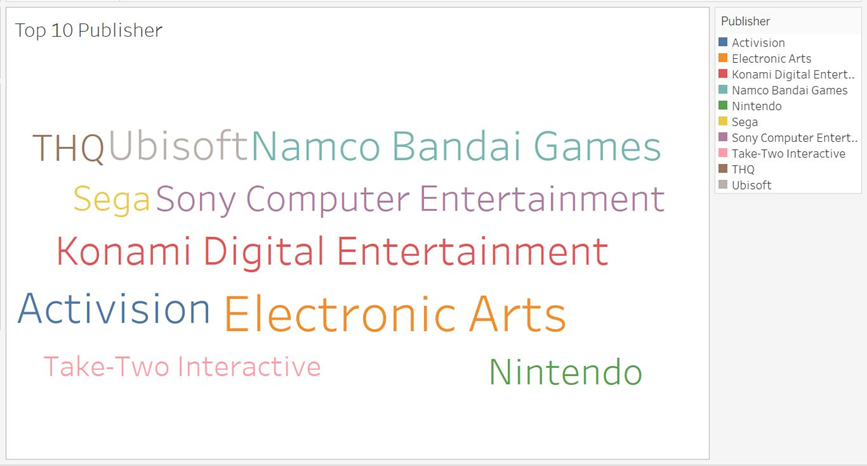 Top 10 Publisher
THQ Ubisoft Namco Bandai Games
Sega Sony Computer Entertainment
Konami Digital Entertainment
Activision Electronic Arts
Take-Two Interactive Nintendo
Publisher
Activision
Electronic Arts
Konami Digital Entert..
Namco Bandai Games
Nintendo
Sega
Sony Computer Entert..
Take-Two Interactive
THQ
Ubisoft